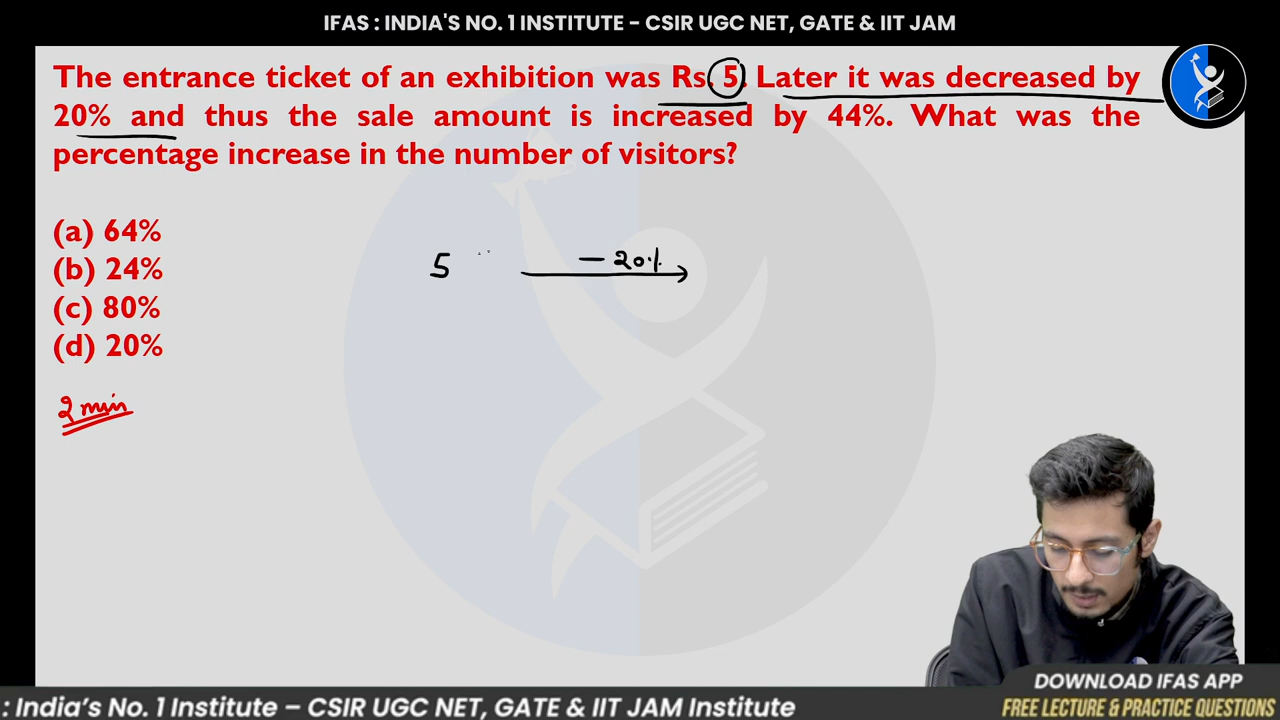 IFAS : INDIA'S NO. 1 INSTITUTE – CSIR UGC NET, GATE & IIT JAM
The entrance ticket of an exhibition was Rs. 5. Later it was decreased by
20% and thus the sale amount is increased by 44%. What was the
percentage increase in the number of visitors?
(a) 64%
(b) 24%
(c) 80%
(d) 20%
5 – 20%
2 min
DOWNLOAD IFAS APP
: India's No. 1 Institute – CSIR UGC NET, GATE & IIT JAM Institute
FREE LECTURE & PRACTICE QUESTIONS